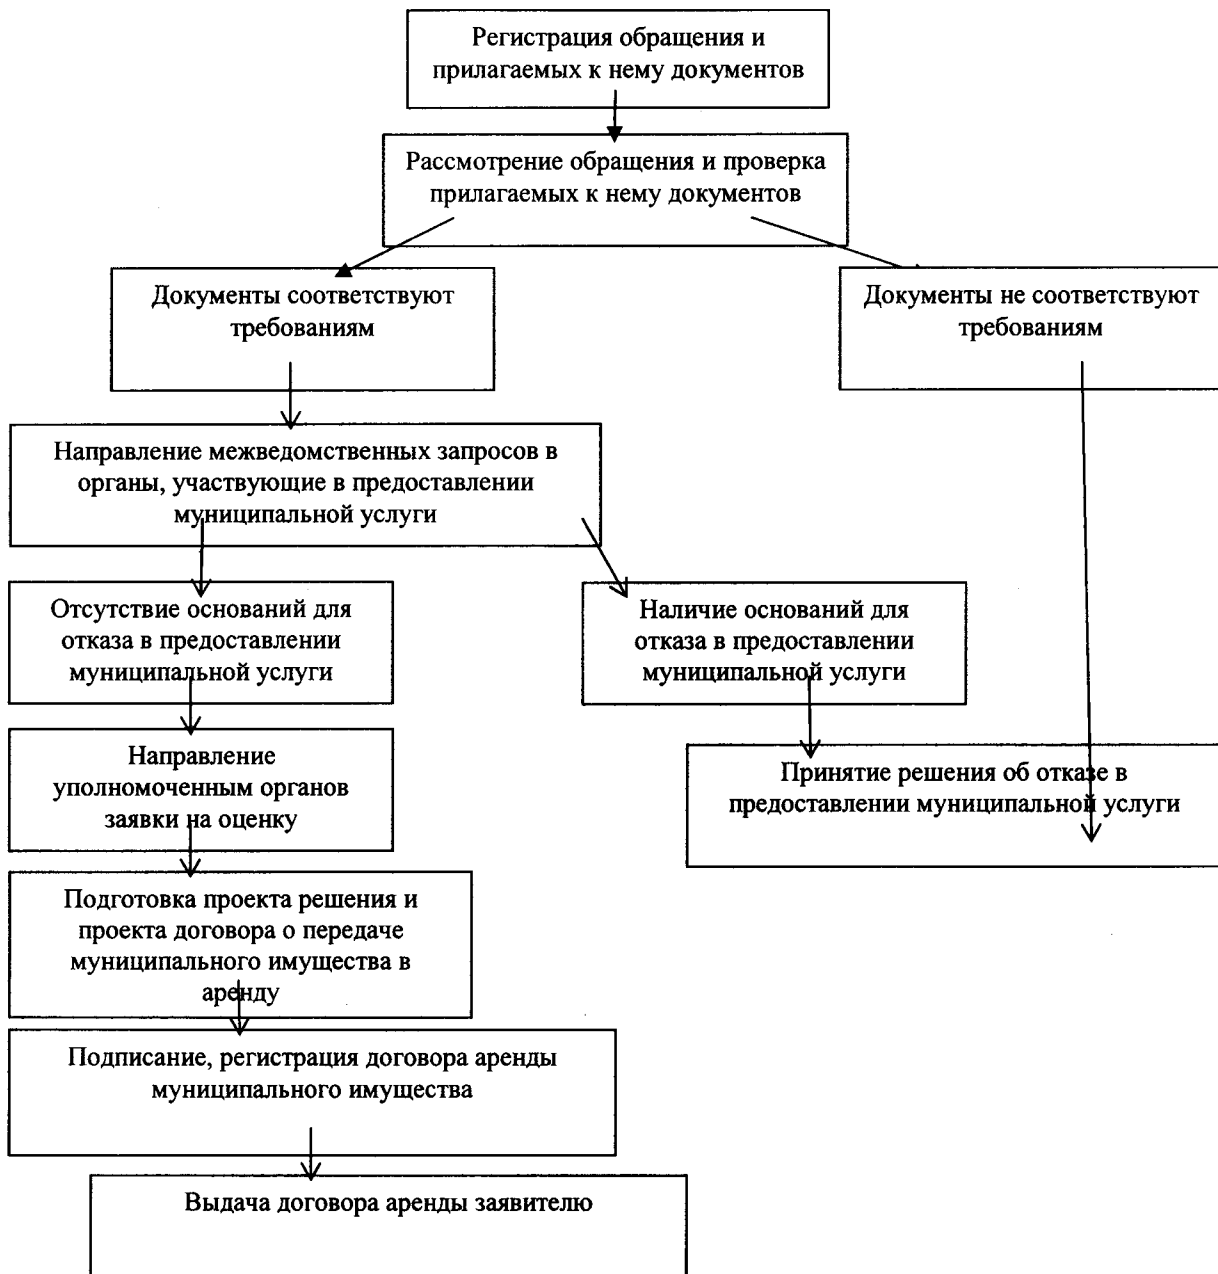 Регистрация обращения и
прилагаемых к нему документов
Рассмотрение обращения и проверка
прилагаемых к нему документов
Документы соответствуют
требованиям
Документы не соответствуют
требованиям
Направление межведомственных запросов в
органы, участвующие в предоставлении
муниципальной услуги
Отсутствие оснований для
отказа в предоставлении
муниципальной услуги
Наличие оснований для
отказа в предоставлении
муниципальной услуги
Направление
уполномоченным органов
заявки на оценку
Принятие решения об отказе в
предоставлении муниципальной услуги
Подготовка проекта решения и
проекта договора о передаче
муниципального имущества в
аренду
Подписание, регистрация договора аренды
муниципального имущества
Выдача договора аренды заявителю